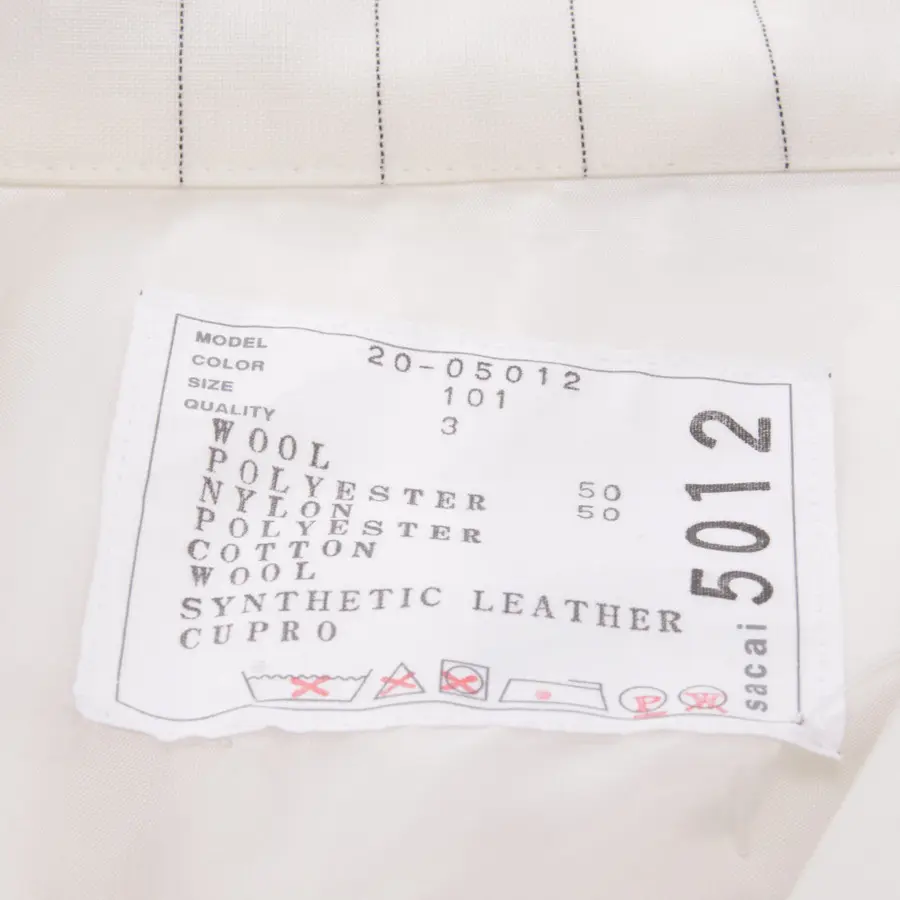 MODEL 20-05012
COLOR 101
SIZE 3
QUALITY
WOOL 50
POLYESTER 50
NYLON
POLYESTER
COTTON
WOOL
SYNTHETIC LEATHER
CUPRO
P W
sacai 5012